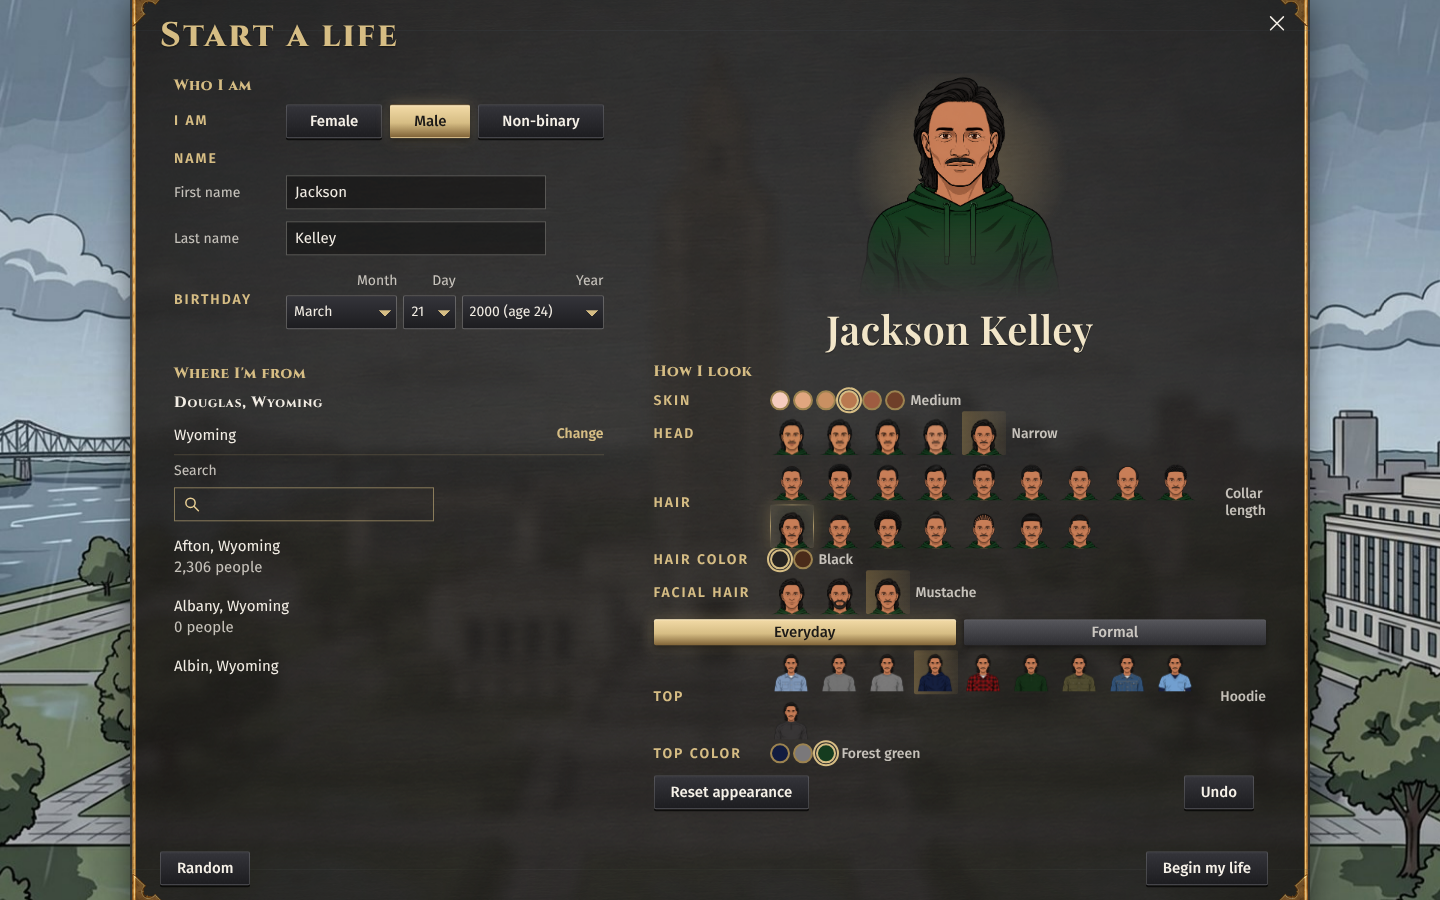 Start a life
Who I am
I AM
Female
Male
Non-binary
NAME
First name
Jackson
Last name
Kelley
Month
Day
Year
BIRTHDAY
March
21
2000 (age 24)
Where I'm from
Douglas, Wyoming
Wyoming
Change
Search
Afton, Wyoming
2,306 people
Albany, Wyoming
0 people
Albin, Wyoming
Random
Jackson Kelley
How I look
SKIN
Medium
HEAD
Narrow
HAIR
Collar
length
HAIR COLOR
Black
FACIAL HAIR
Mustache
Everyday
Formal
TOP
Hoodie
TOP COLOR
Forest green
Reset appearance
Undo
Begin my life